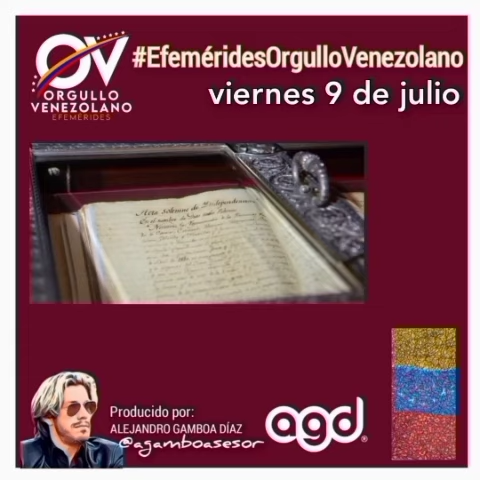 OV
ORGULLO
VENEZOLANO
EFEMÉRIDES
#EfeméridesOrgulloVenezolano
viernes 9 de julio
Acta solemne de Independencia
Producido por:
ALEJANDRO GAMBOA DÍAZ
@agamboasesor
agd®